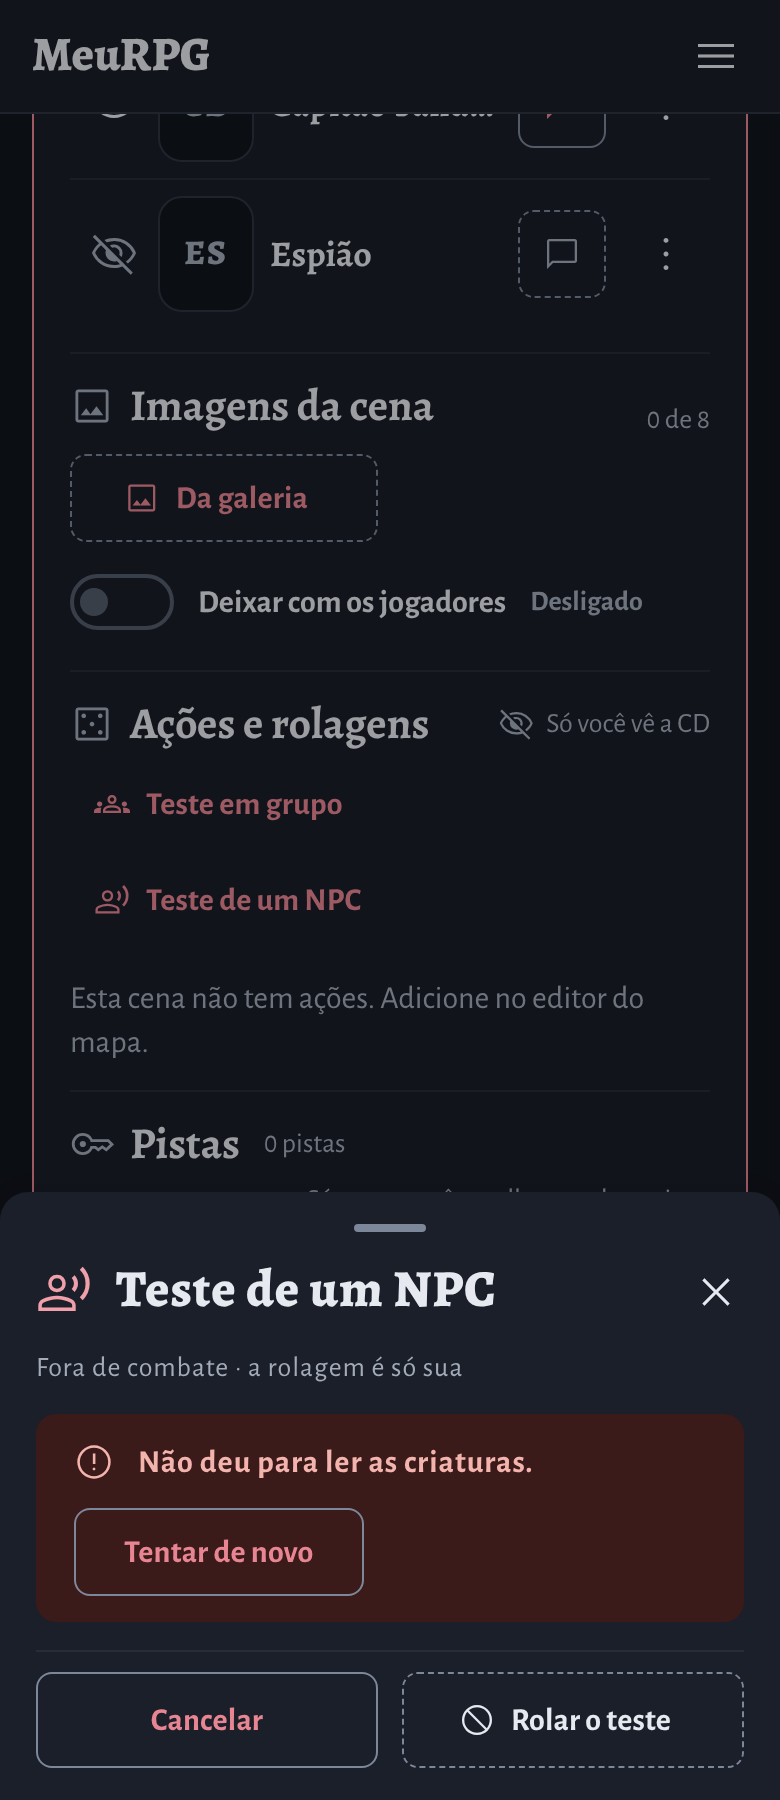 MeuRPG
ES
Espião
Imagens da cena
0 de 8
Da galeria
Deixar com os jogadores
Desligado
Ações e rolagens
Só você vê a CD
Teste em grupo
Teste de um NPC
Esta cena não tem ações. Adicione no editor do
mapa.
Pistas
0 pistas
Teste de um NPC
Fora de combate · a rolagem é só sua
Não deu para ler as criaturas.
Tentar de novo
Cancelar
Rolar o teste